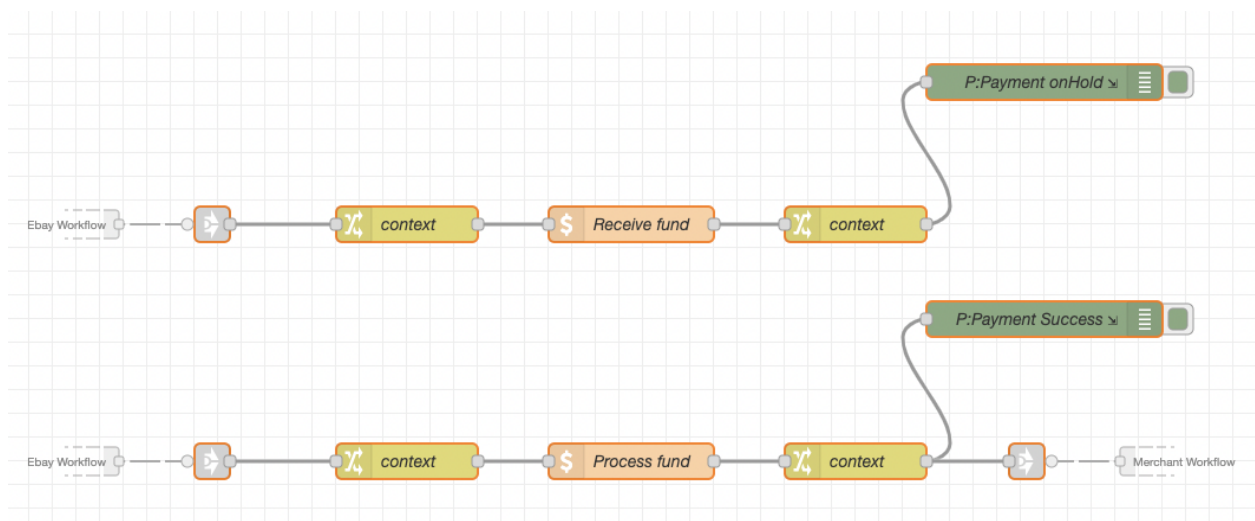 P:Payment onHold ⇲
Ebay Workflow
context
$
Receive fund
context
P:Payment Success ⇲
Ebay Workflow
context
$
Process fund
context
Merchant Workflow